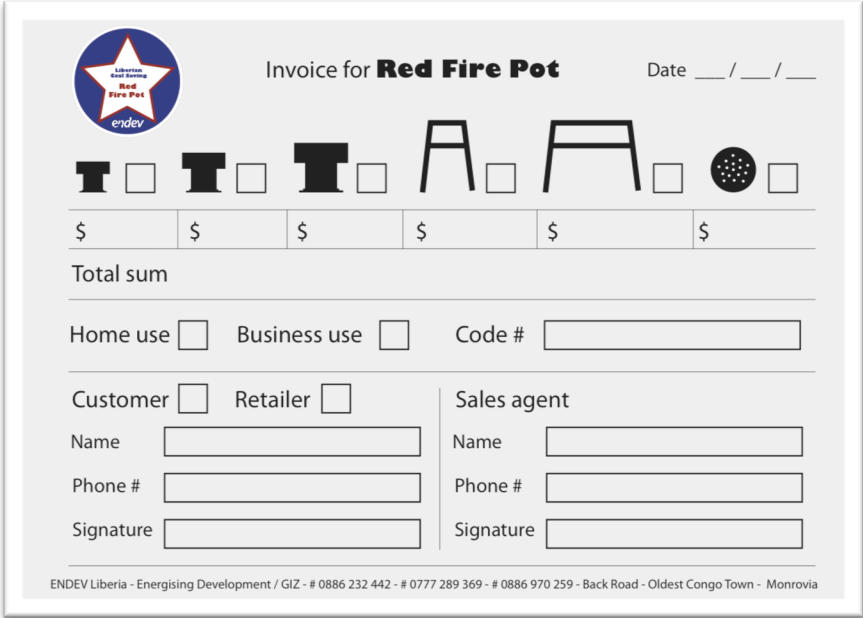 Liberian
Coal Saving
Red
Fire Pot
endev
Invoice for Red Fire Pot
Date ___ / ___ / ___
$ $ $ $ $ $
Total sum
Home use Business use Code #
Customer Retailer Sales agent
Name Name
Phone # Phone #
Signature Signature
ENDEV Liberia - Energising Development / GIZ - # 0886 232 442 - # 0777 289 369 - # 0886 970 259 - Back Road - Oldest Congo Town - Monrovia